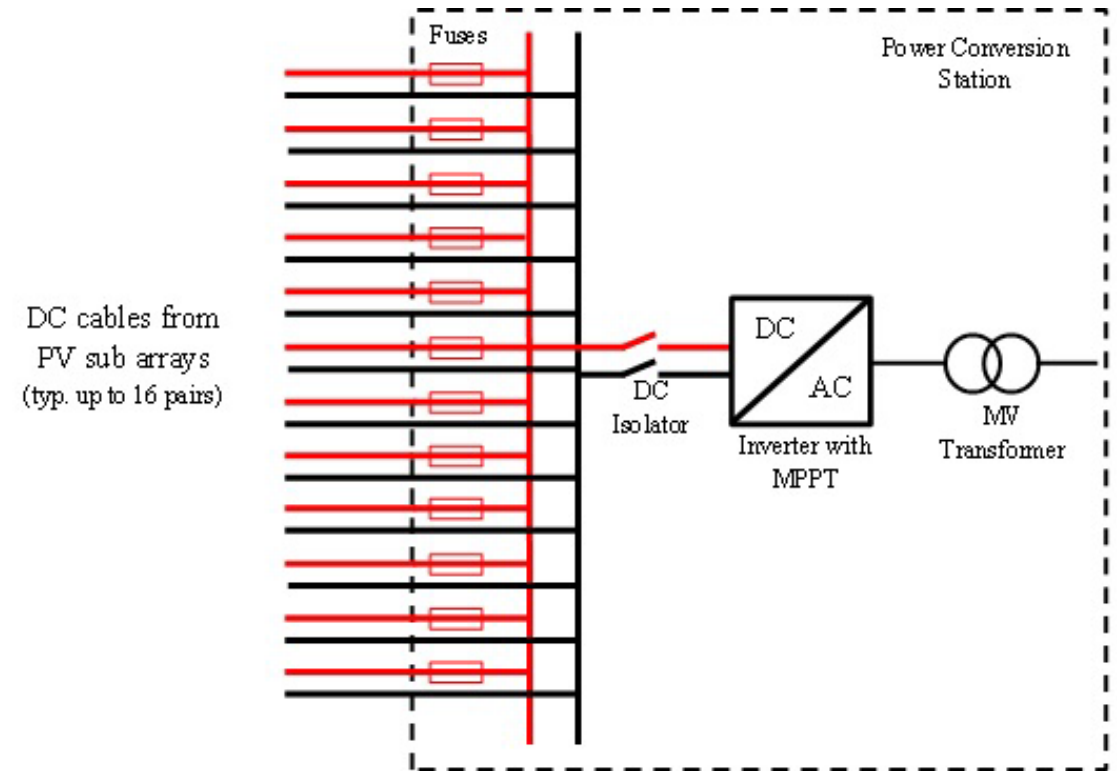 Fuses
Power Conversion
Station
DC cables from
PV sub arrays
(typ. up to 16 pairs)
DC
AC
DC
Isolator
Inverter with
MPPT
MV
Transformer